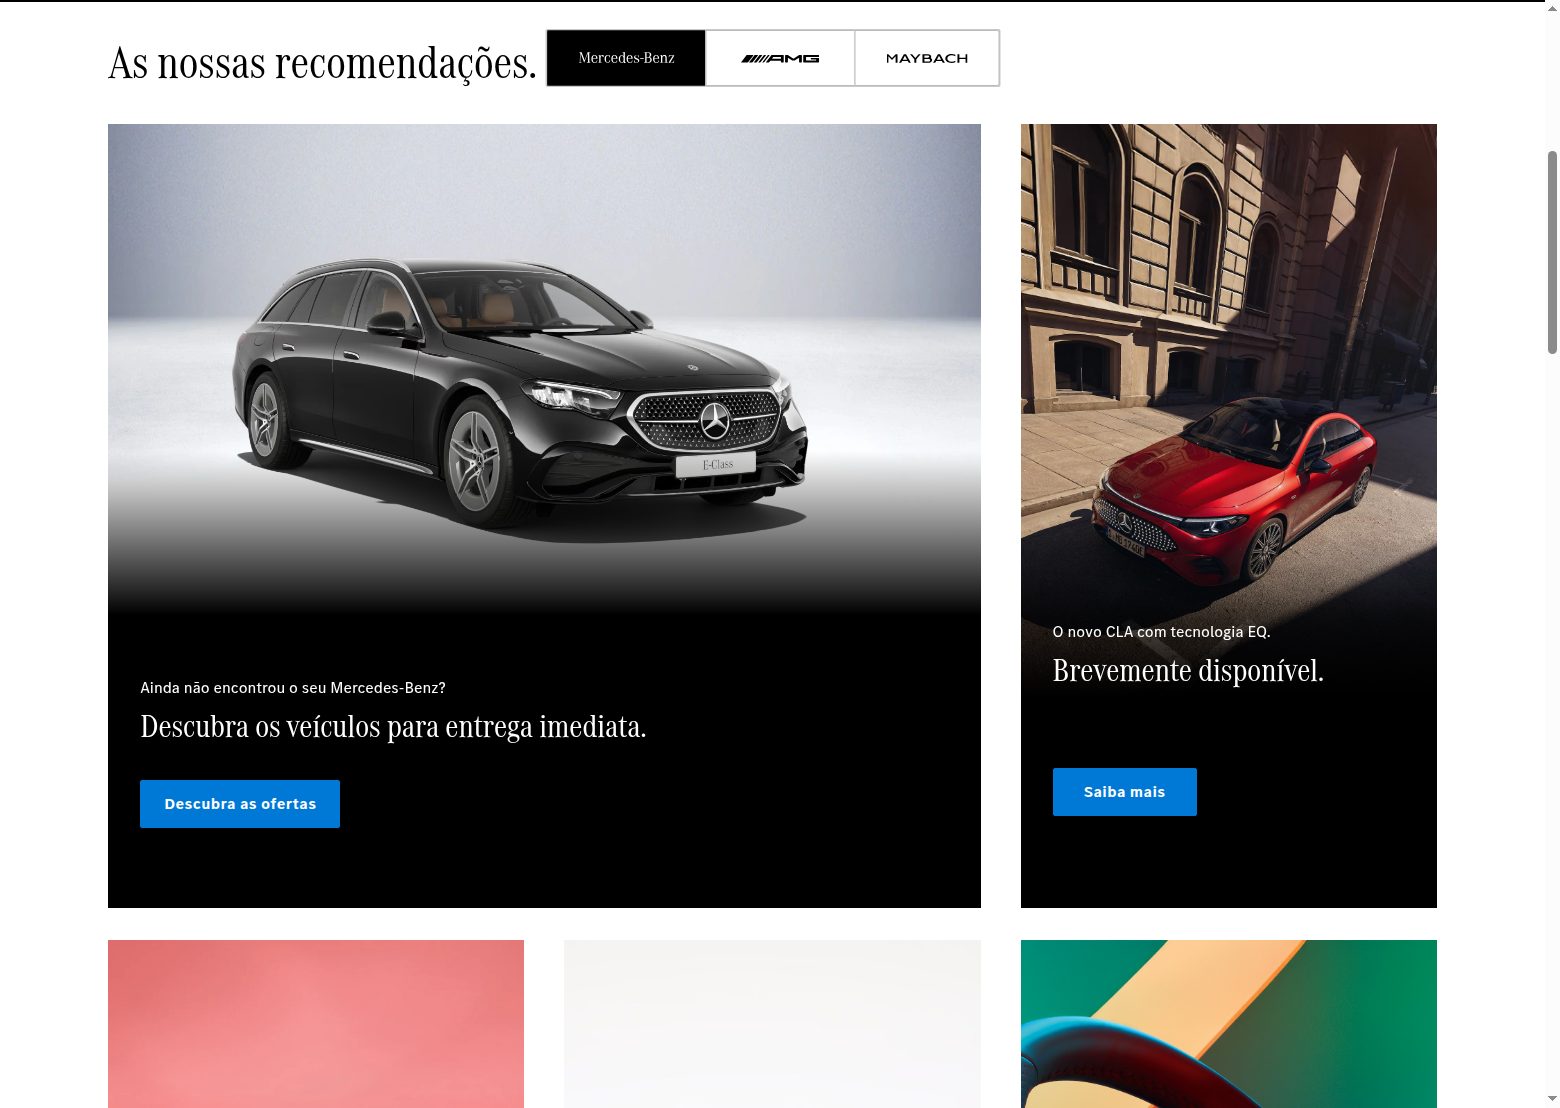 As nossas recomendações.
Mercedes-Benz
AMG
MAYBACH
E-Class
Ainda não encontrou o seu Mercedes-Benz?
Descubra os veículos para entrega imediata.
Descubra as ofertas
O novo CLA com tecnologia EQ.
Brevemente disponível.
Saiba mais